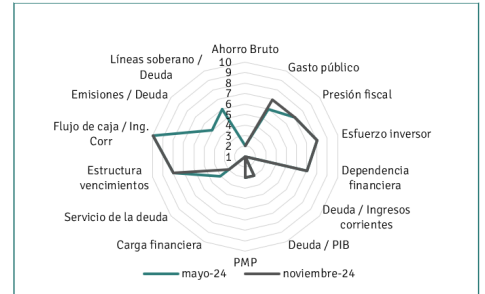 Ahorro Bruto
Gasto público
Presión fiscal
Esfuerzo inversor
Dependencia
financiera
Deuda / Ingresos
corrientes
Deuda / PIB
PMP
Carga financiera
Servicio de la deuda
Estructura
vencimientos
Flujo de caja / Ing.
Corr
Emisiones / Deuda
Líneas soberano /
Deuda
10
9
8
7
6
5
4
3
2
1
mayo-24
noviembre-24